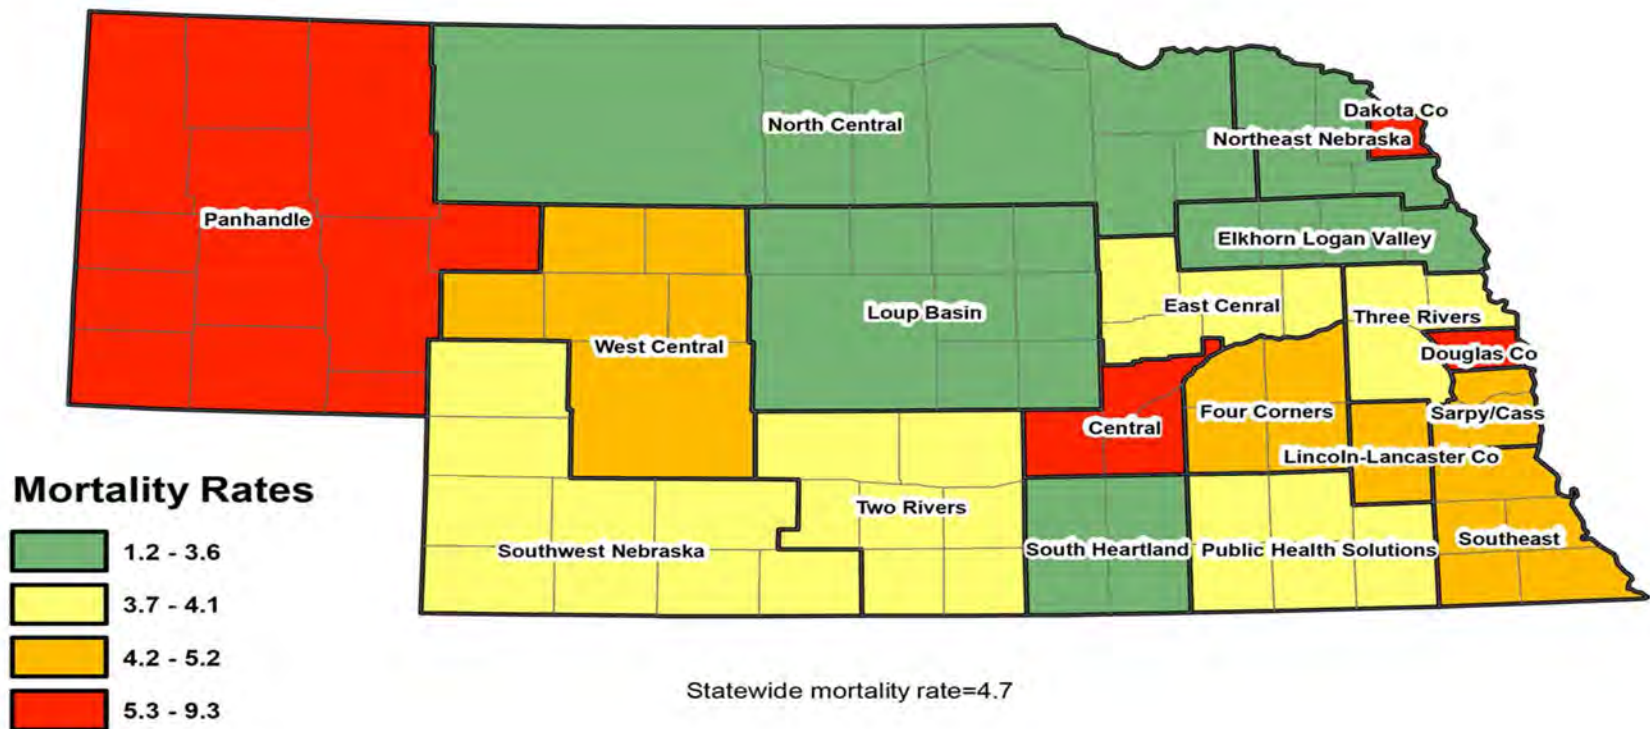 Dakota Co
North Central
Northeast Nebraska
Panhandle
Elkhorn Logan Valley
East Cenral
Loup Basin
Three Rivers
West Central
Douglas Co
Four Corners
Sarpy/Cass
Central
Lincoln-Lancaster Co
Two Rivers
Southeast
Southwest Nebraska
South Heartland
Public Health Solutions
Mortality Rates
1.2 - 3.6
3.7 - 4.1
4.2 - 5.2
5.3 - 9.3
Statewide mortality rate=4.7